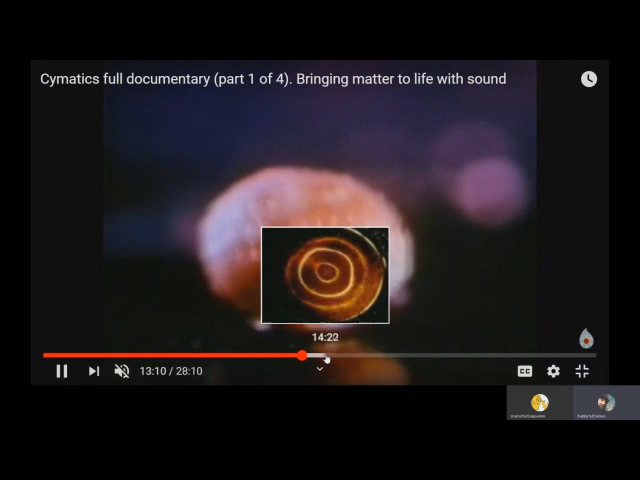 Cymatics full documentary (part 1 of 4). Bringing matter to life with sound
14:22
13:10 / 28:10
CC